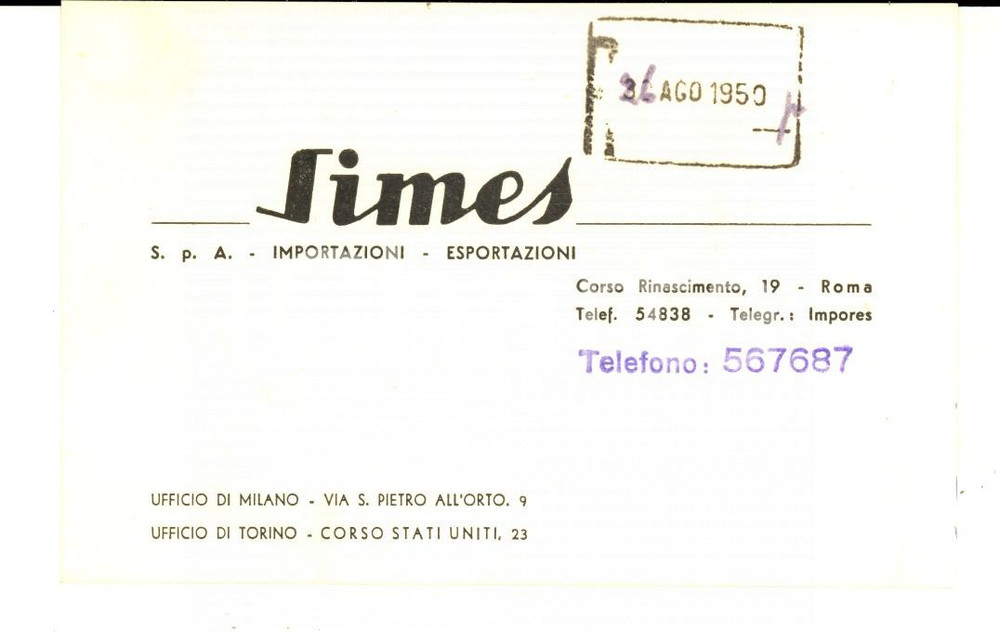 AGO 1950
Simes
S. p. A. - IMPORTAZIONI - ESPORTAZIONI
Corso Rinascimento, 19 - Roma
Telef. 54838 - Telegr.: Impores
Telefono: 567687
UFFICIO DI MILANO - VIA S. PIETRO ALL'ORTO. 9
UFFICIO DI TORINO - CORSO STATI UNITI, 23